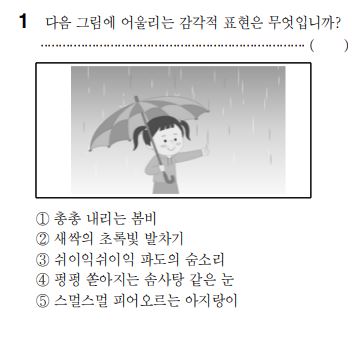 1 다음 그림에 어울리는 감각적 표현은 무엇입니까?
( )
① 총총 내리는 봄비
② 새싹의 초록빛 발차기
③ 쉬이익쉬이익 파도의 숨소리
④ 펑펑 쏟아지는 솜사탕 같은 눈
⑤ 스멀스멀 피어오르는 아지랑이